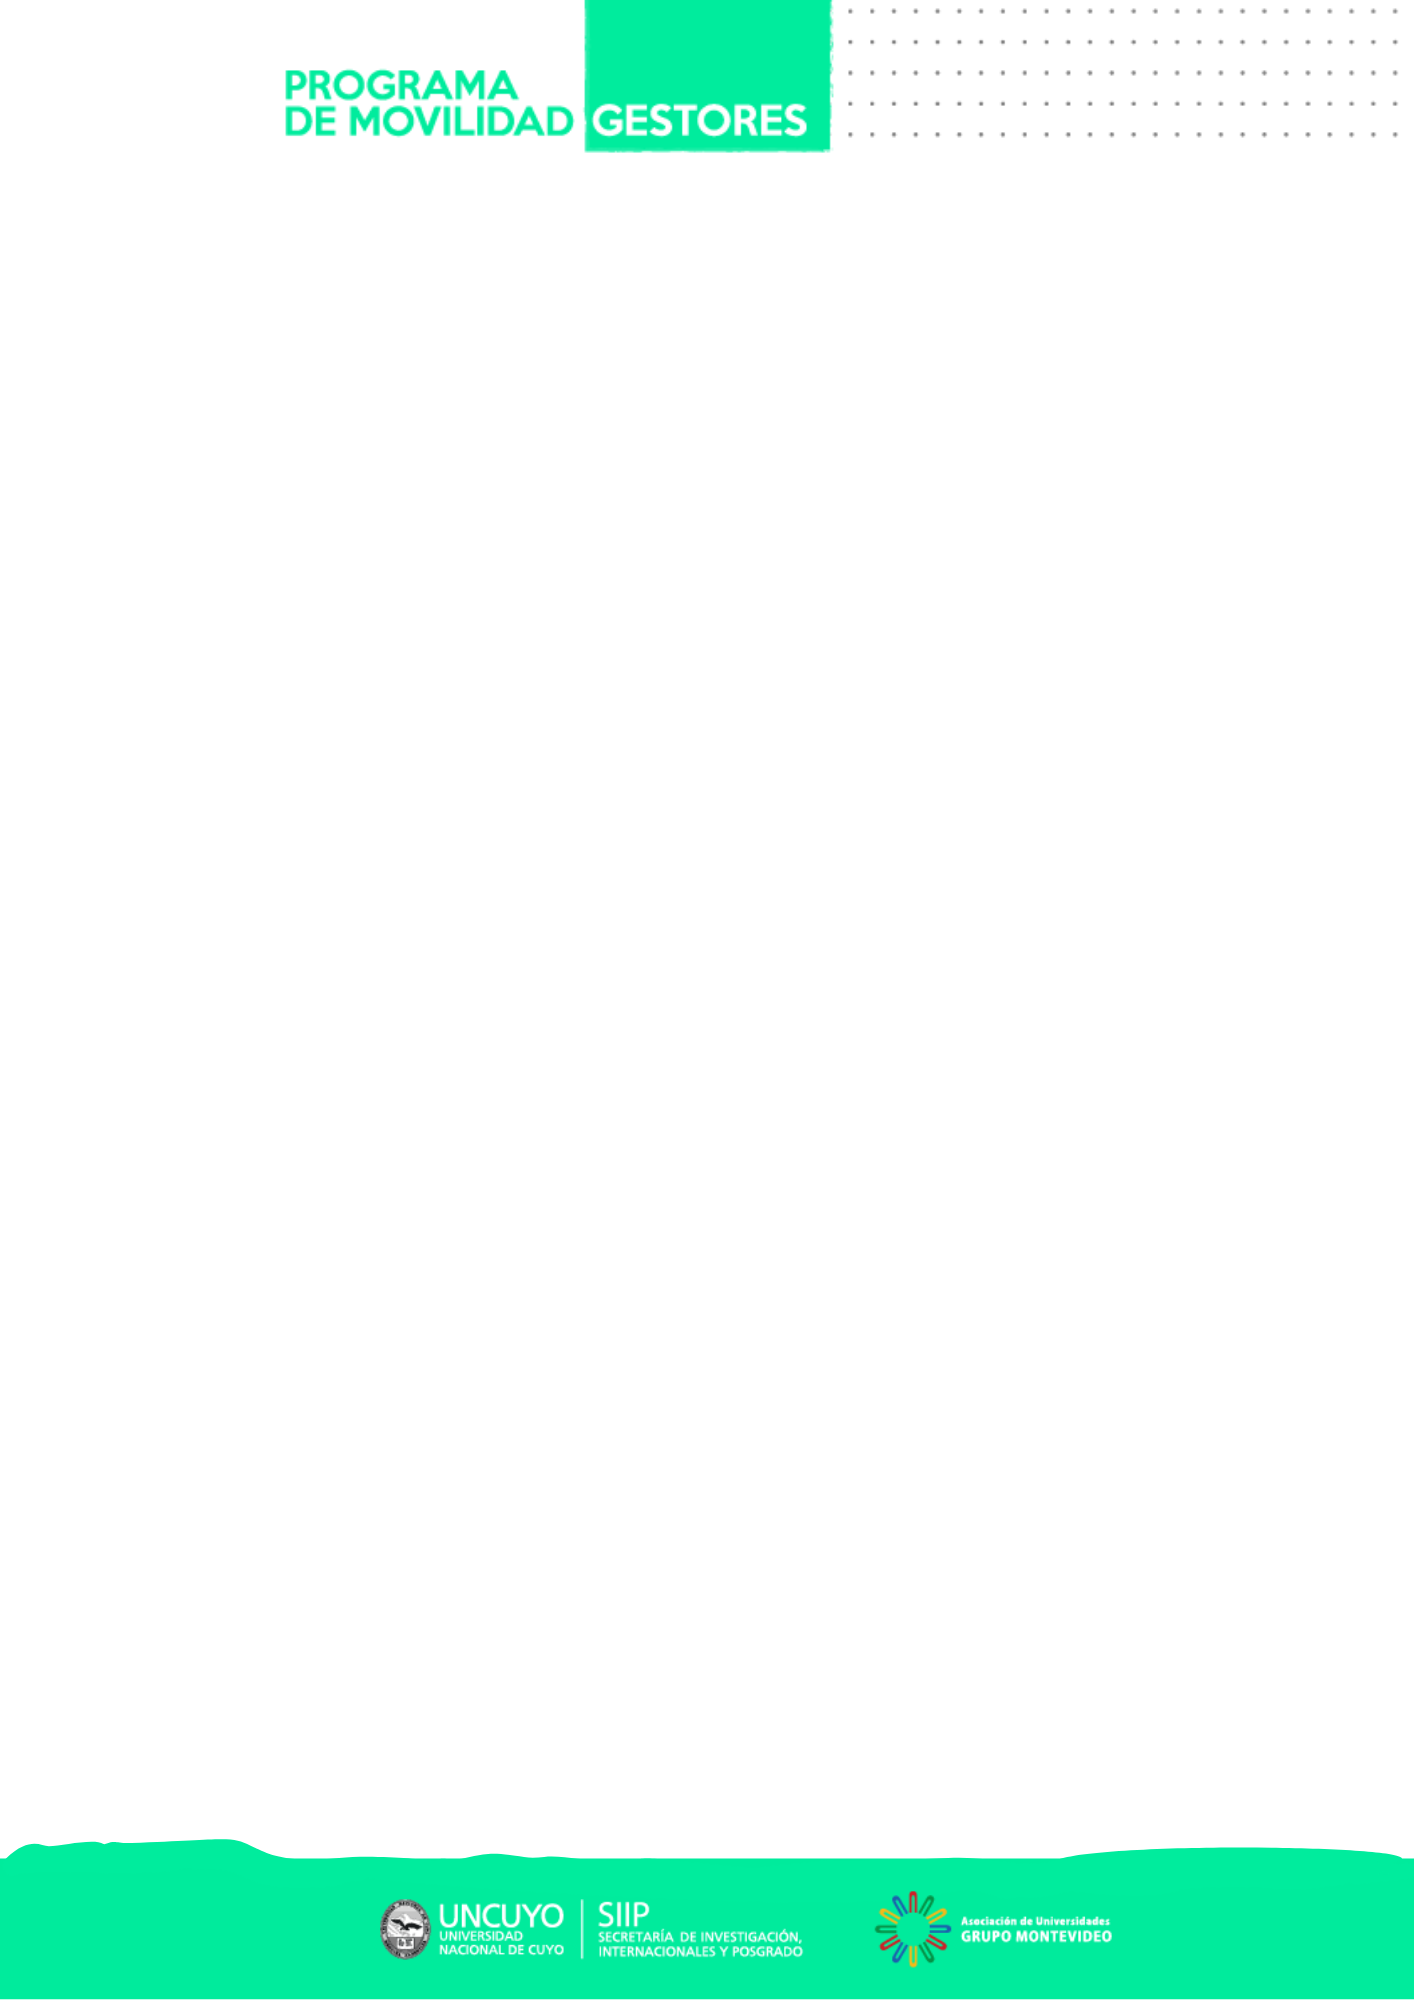 PROGRAMA
DE MOVILIDAD GESTORES
UNCUYO
UNIVERSIDAD
NACIONAL DE CUYO
SIIP
SECRETARÍA DE INVESTIGACIÓN,
INTERNACIONALES Y POSGRADO
Asociación de Universidades
GRUPO MONTEVIDEO